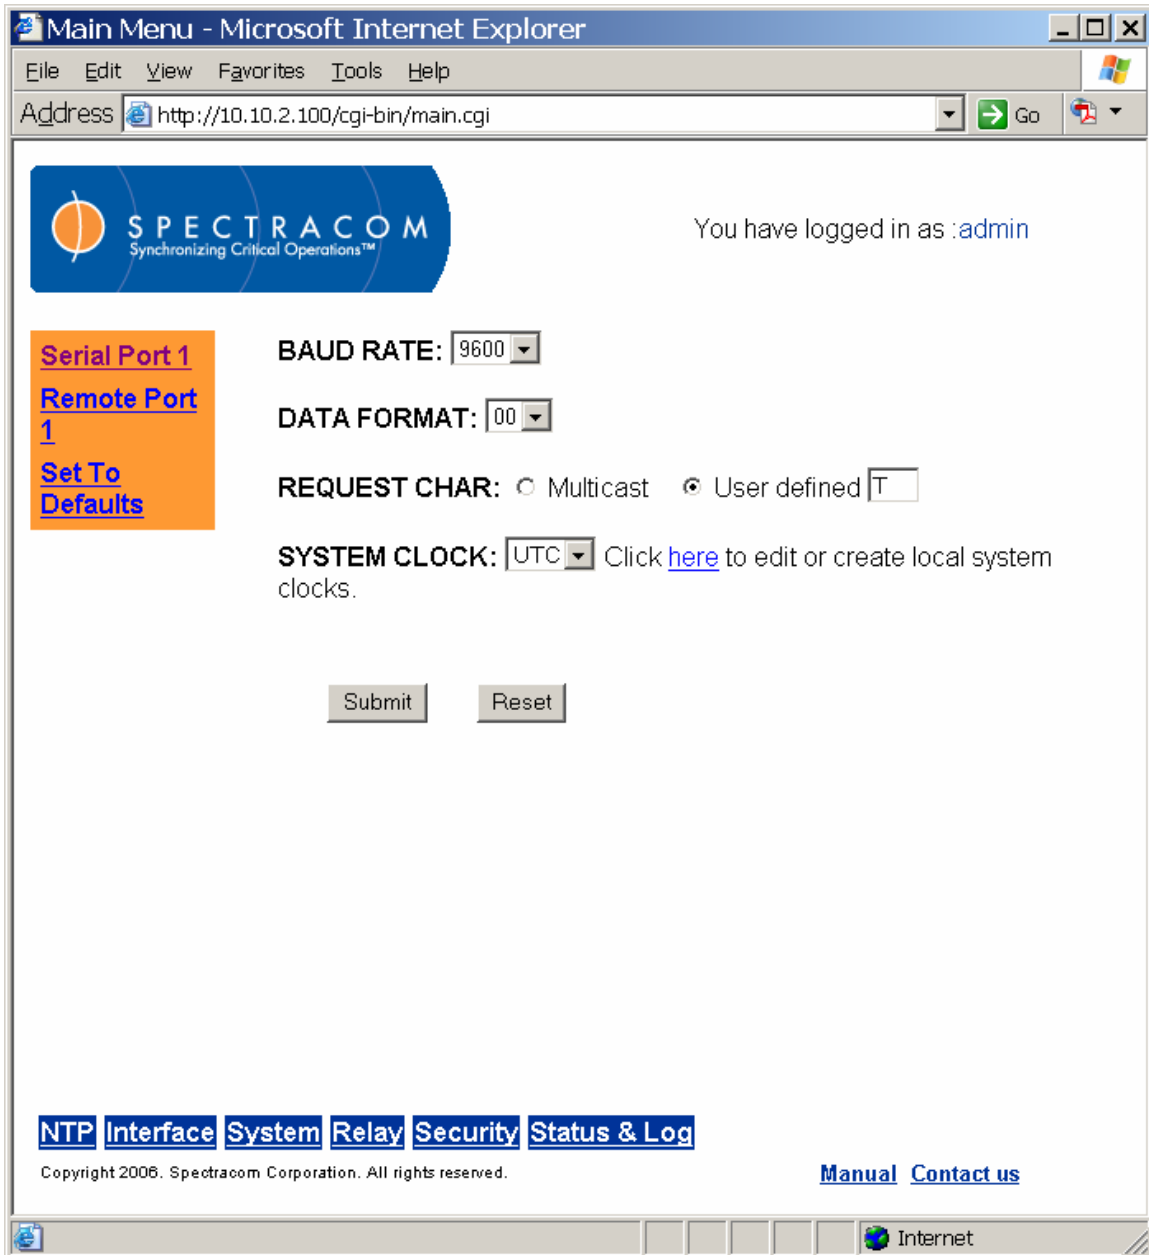 Main Menu - Microsoft Internet Explorer
File Edit View Favorites Tools Help
Address http://10.10.2.100/cgi-bin/main.cgi Go
SPECTRACOM
Synchronizing Critical Operations™
You have logged in as :admin
Serial Port 1
Remote Port
1
Set To
Defaults
BAUD RATE: 9600
DATA FORMAT: 00
REQUEST CHAR: Multicast User defined T
SYSTEM CLOCK: UTC Click here to edit or create local system
clocks.
Submit Reset
NTP Interface System Relay Security Status & Log
Copyright 2006. Spectracom Corporation. All rights reserved.
Manual Contact us
Internet